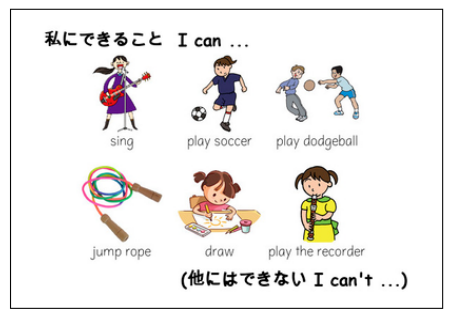 私にできること I can ...
sing play soccer play dodgeball
jump rope draw play the recorder
(他にはできない I can't ...)